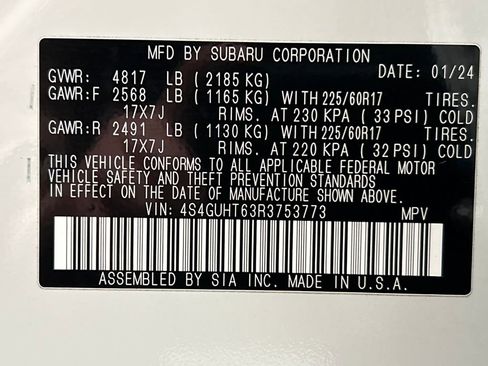 MFD BY SUBARU CORPORATION
GVWR: 4817 LB (2185 KG) DATE: 01/24
GAWR:F 2568 LB (1165 KG) WITH 225/60R17 TIRES.
17X7J RIMS. AT 230 KPA (33 PSI) COLD
GAWR:R 2491 LB (1130 KG) WITH 225/60R17 TIRES.
17X7J RIMS. AT 220 KPA (32 PSI) COLD
THIS VEHICLE CONFORMS TO ALL APPLICABLE FEDERAL MOTOR
VEHICLE SAFETY AND THEFT PREVENTION STANDARDS
IN EFFECT ON THE DATE OF MANUFACTURE SHOWN ABOVE.
VIN: 4S4GUHT63R3753773 MPV
ASSEMBLED BY SIA INC. MADE IN U.S.A.